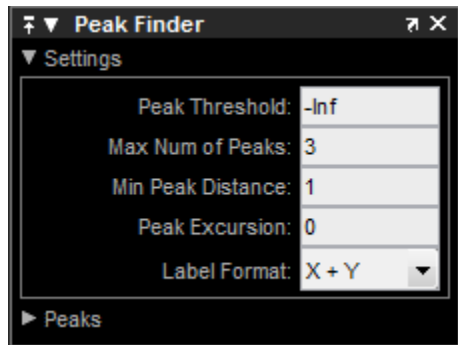 Peak Finder
Settings
Peak Threshold: -Inf
Max Num of Peaks: 3
Min Peak Distance: 1
Peak Excursion: 0
Label Format: X + Y
Peaks